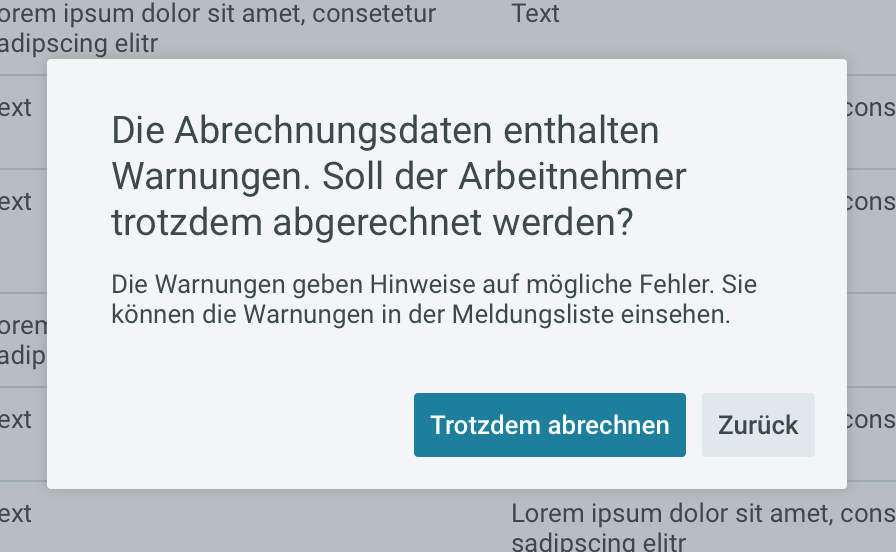 orem ipsum dolor sit amet, consetetur
sadipscing elitr
Text
ext
cons
ext
cons
Die Abrechnungsdaten enthalten
Warnungen. Soll der Arbeitnehmer
trotzdem abgerechnet werden?
Die Warnungen geben Hinweise auf mögliche Fehler. Sie
können die Warnungen in der Meldungsliste einsehen.
orem
adip
ext
cons
Trotzdem abrechnen
Zurück
ext
Lorem ipsum dolor sit amet, cons
sadipscing elitr